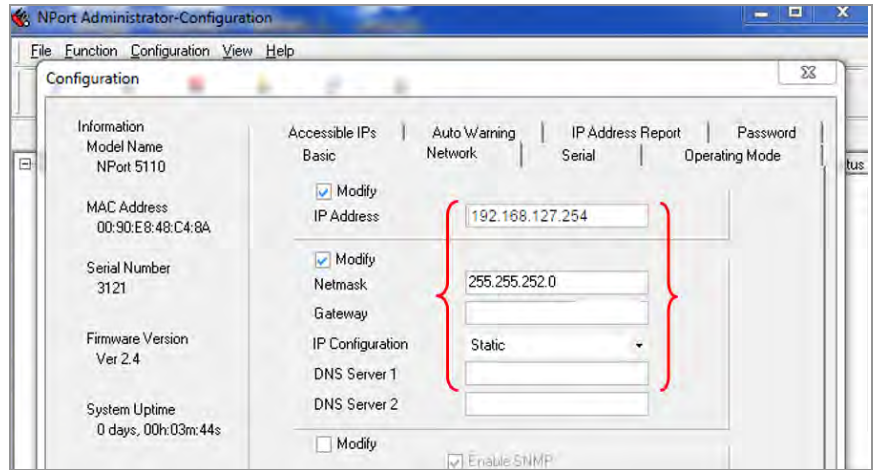 NPort Administrator-Configuration
File Function Configuration View Help
Configuration
Information
Model Name
NPort 5110
MAC Address
00:90:E8:48:C4:8A
Serial Number
3121
Firmware Version
Ver 2.4
System Uptime
0 days, 00h:03m:44s
Accessible IPs Auto Warning IP Address Report Password
Basic Network Serial Operating Mode
Modify
IP Address 192.168.127.254
Modify
Netmask 255.255.252.0
Gateway
IP Configuration Static
DNS Server 1
DNS Server 2
Modify
Enable SNMP
tus